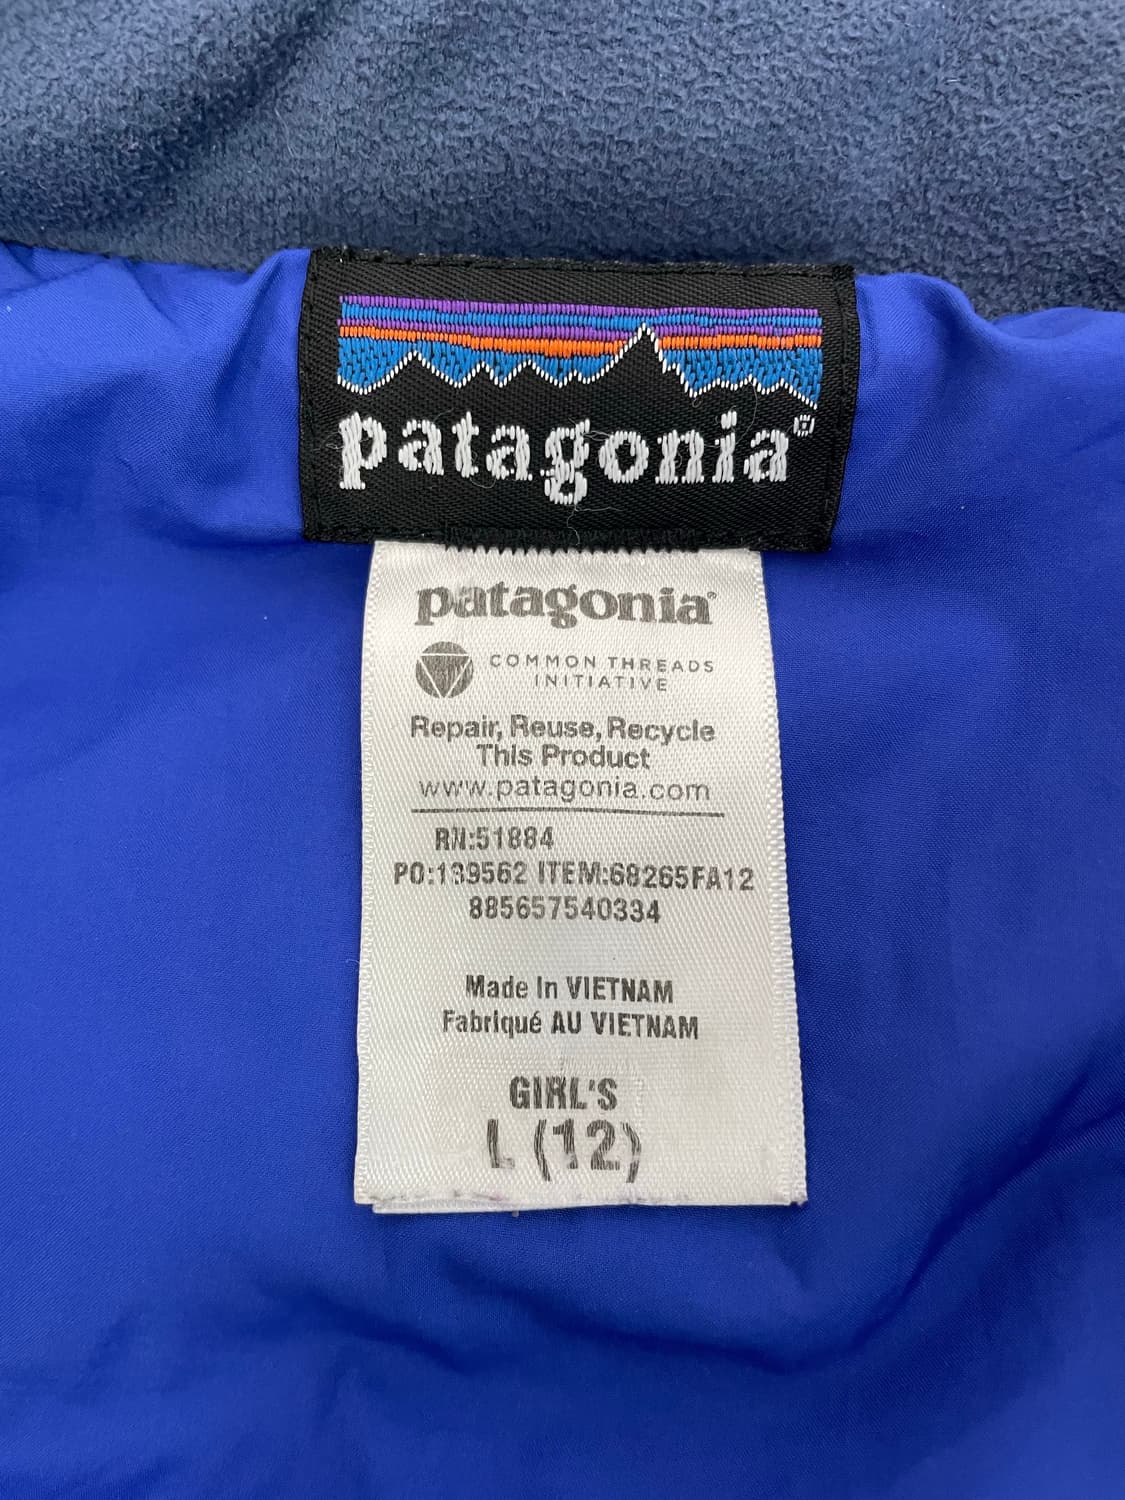 patagonia®
patagonia®
COMMON THREADS
INITIATIVE
Repair, Reuse, Recycle
This Product
www.patagonia.com
RN:51884
PO:139562 ITEM:68265FA12
885657540334
Made In VIETNAM
Fabriqué AU VIETNAM
GIRL'S
L (12)